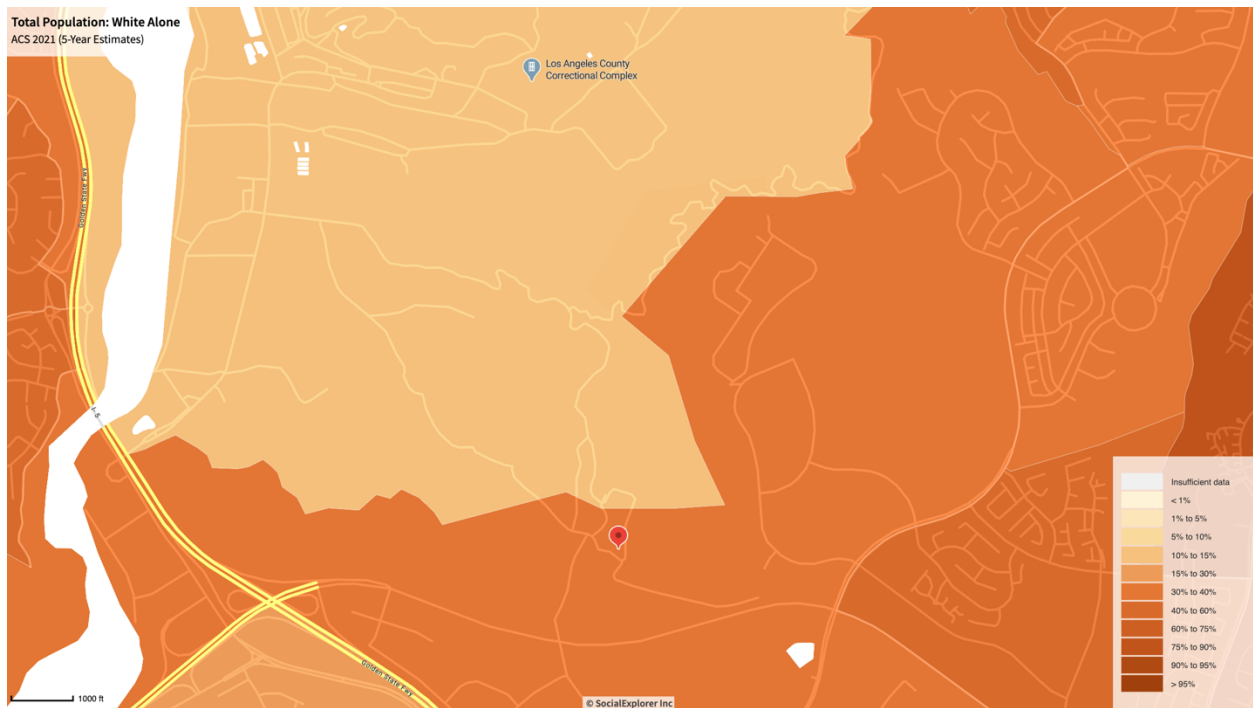 Total Population: White Alone
ACS 2021 (5-Year Estimates)
Los Angeles County
Correctional Complex
Golden State Fwy
I-5
Golden State Fwy
Insufficient data
< 1%
1% to 5%
5% to 10%
10% to 15%
15% to 30%
30% to 40%
40% to 60%
60% to 75%
75% to 90%
90% to 95%
> 95%
1000 ft
© SocialExplorer Inc